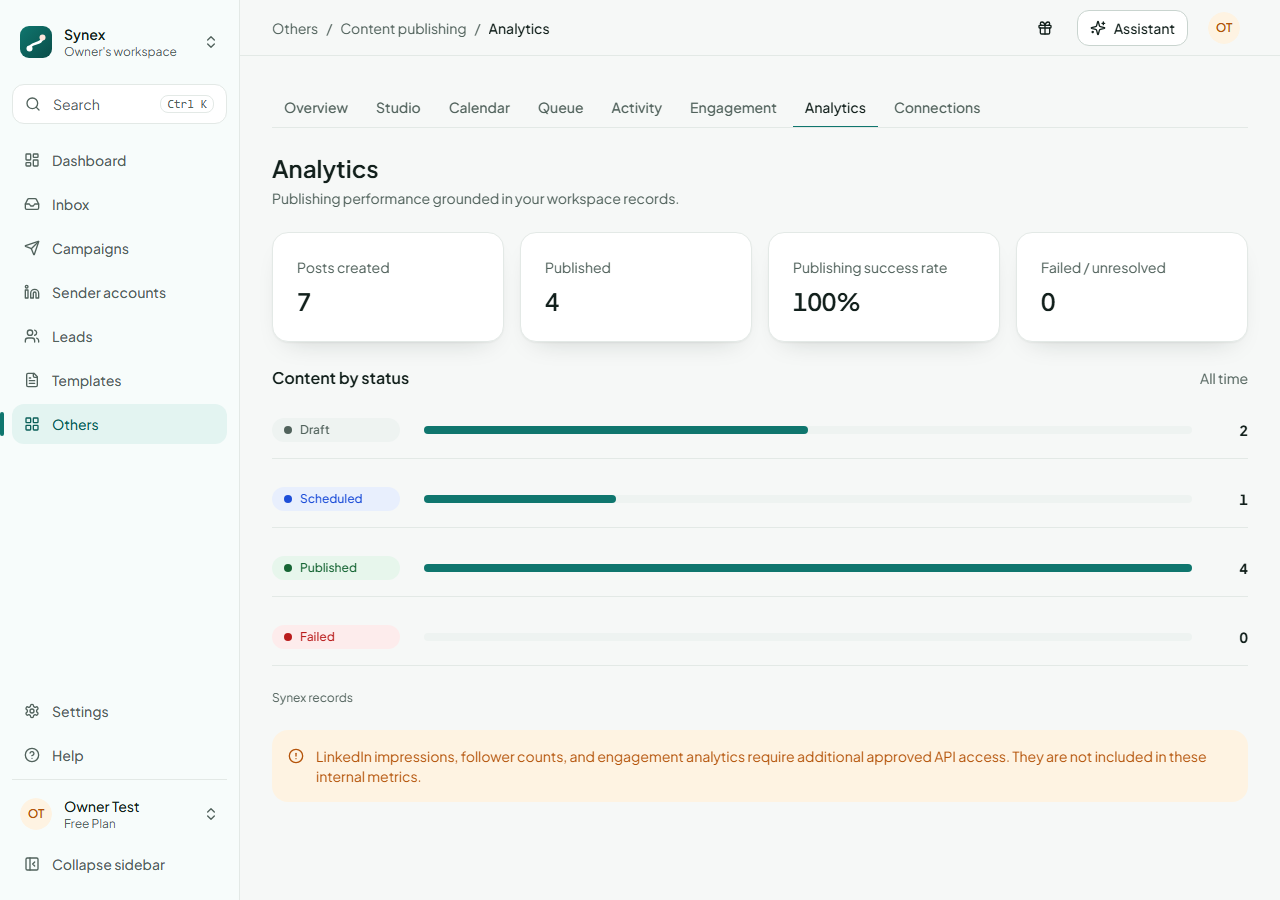 Synex
Owner's workspace
Search
Ctrl K
Dashboard
Inbox
Campaigns
Sender accounts
Leads
Templates
Others
Settings
Help
OT
Owner Test
Free Plan
Collapse sidebar
Others / Content publishing / Analytics
Assistant
OT
Overview
Studio
Calendar
Queue
Activity
Engagement
Analytics
Connections
Analytics
Publishing performance grounded in your workspace records.
Posts created
7
Published
4
Publishing success rate
100%
Failed / unresolved
0
Content by status
All time
Draft
2
Scheduled
1
Published
4
Failed
0
Synex records
LinkedIn impressions, follower counts, and engagement analytics require additional approved API access. They are not included in these
internal metrics.